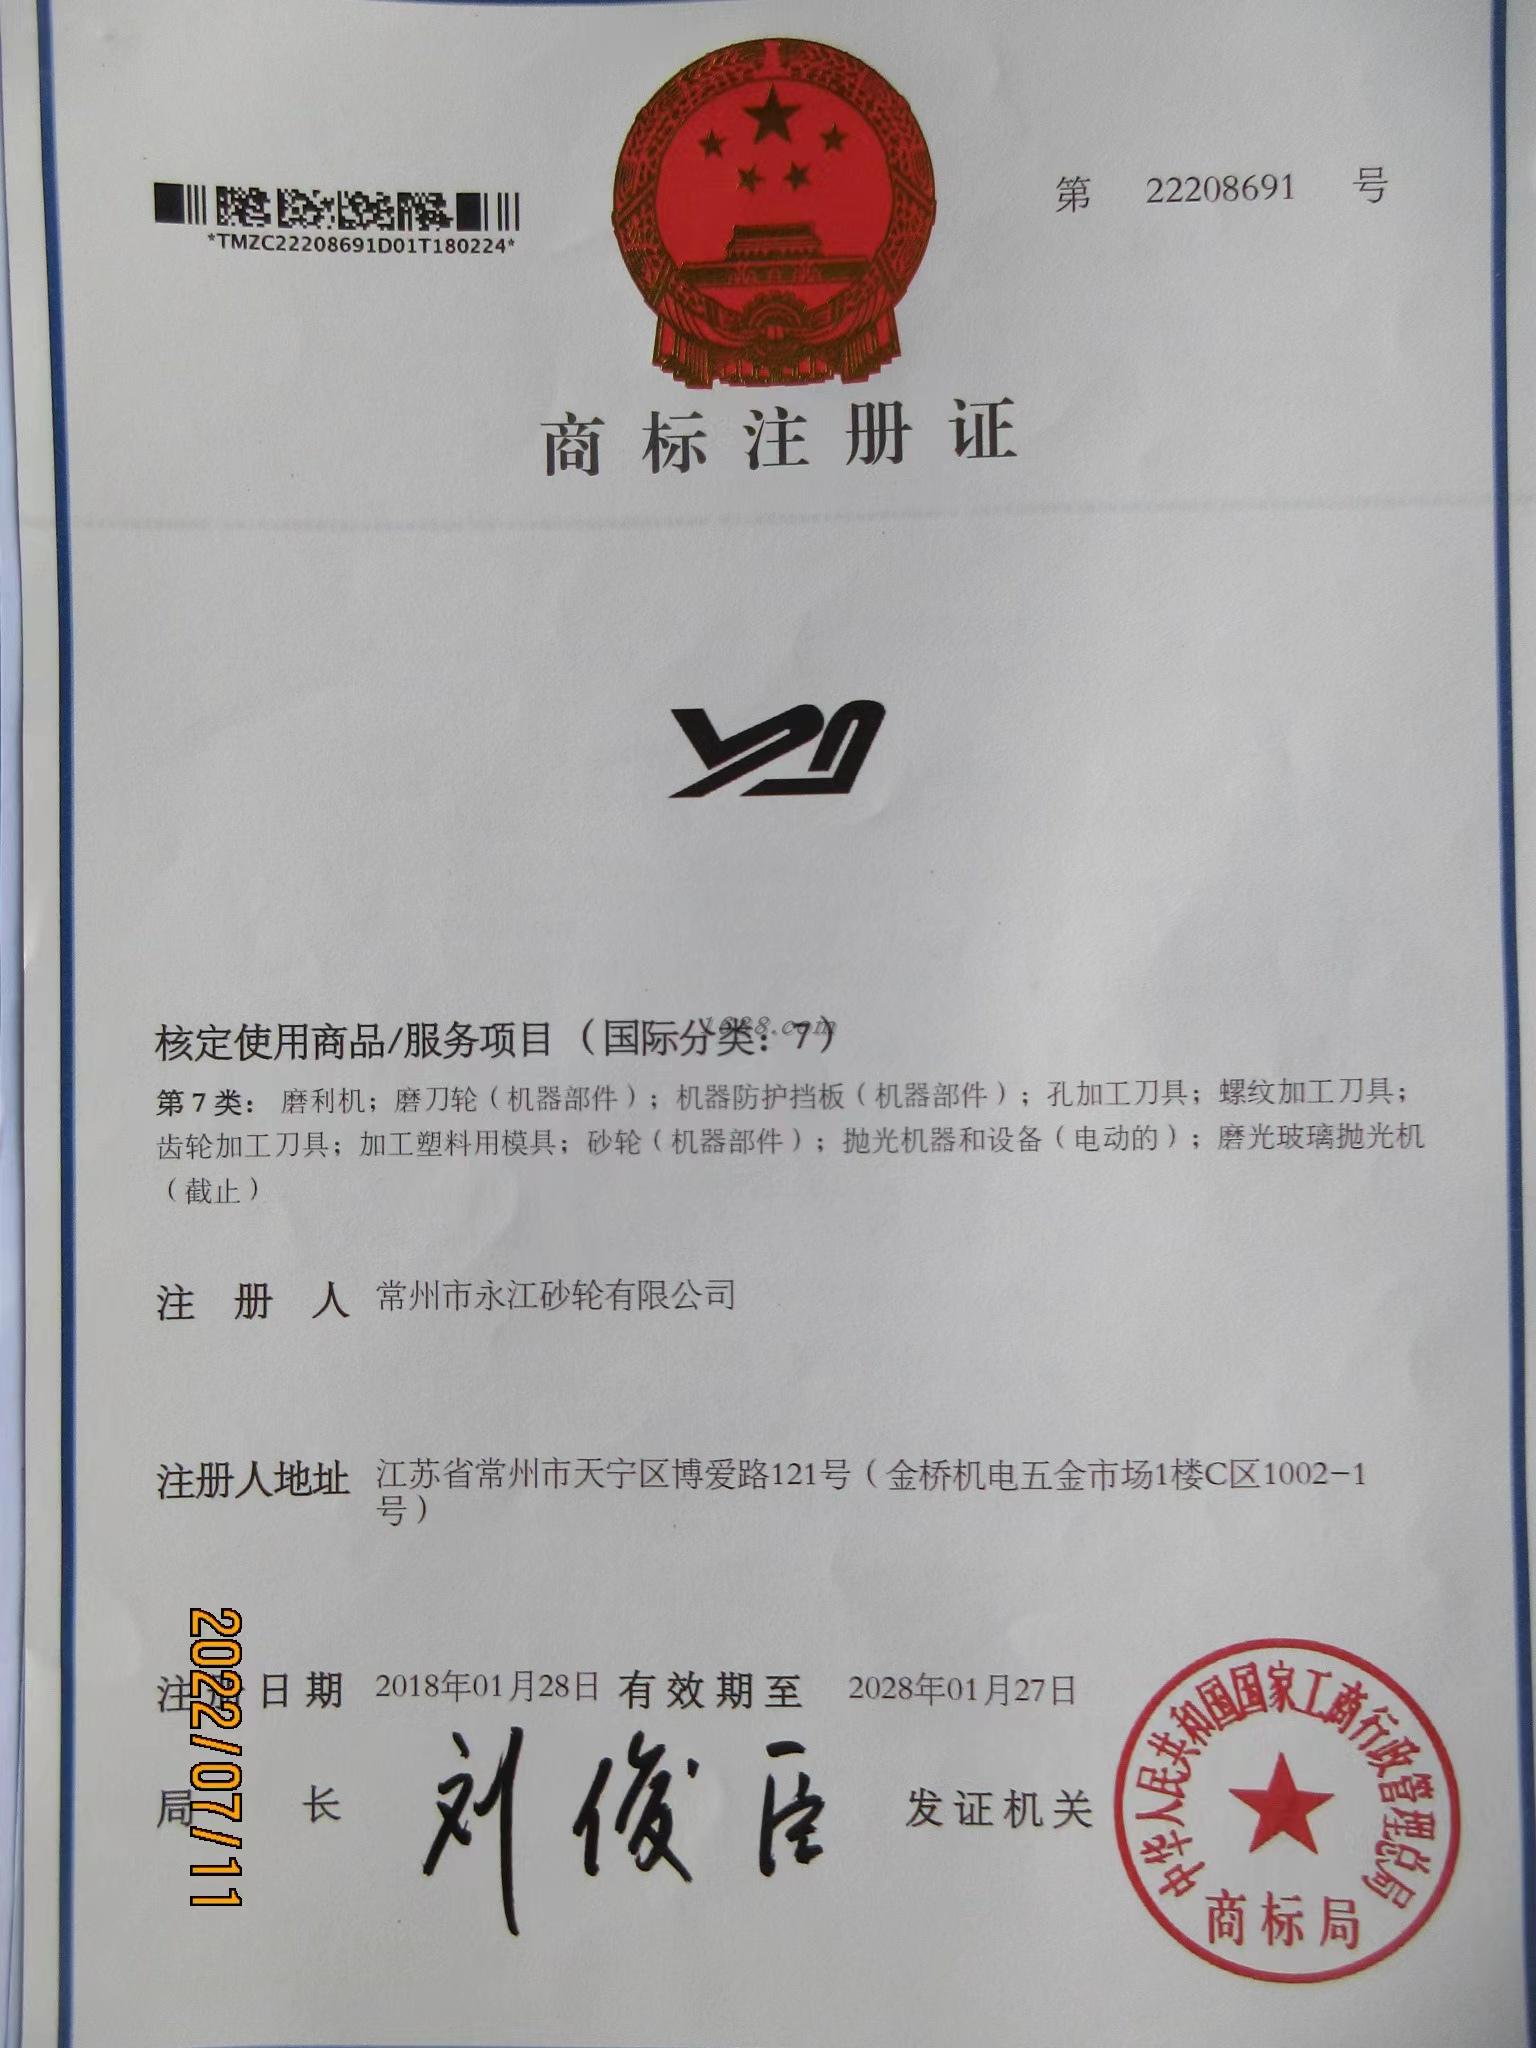 *TMZC22208691D01T180224*
第 22208691 号
商标注册证
核定使用商品/服务项目（国际分类：7）
1688.com
第7类：磨利机；磨刀轮（机器部件）；机器防护挡板（机器部件）；孔加工刀具；螺纹加工刀具；
齿轮加工刀具；加工塑料用模具；砂轮（机器部件）；抛光机器和设备（电动的）；磨光玻璃抛光机
（截止）
注册人 常州市永江砂轮有限公司
注册人地址 江苏省常州市天宁区博爱路121号（金桥机电五金市场1楼C区1002-1
号）
注册日期 2018年01月28日 有效期至 2028年01月27日
局长 刘俊臣 发证机关
中华人民共和国国家工商行政管理总局
商标局
2022/07/11